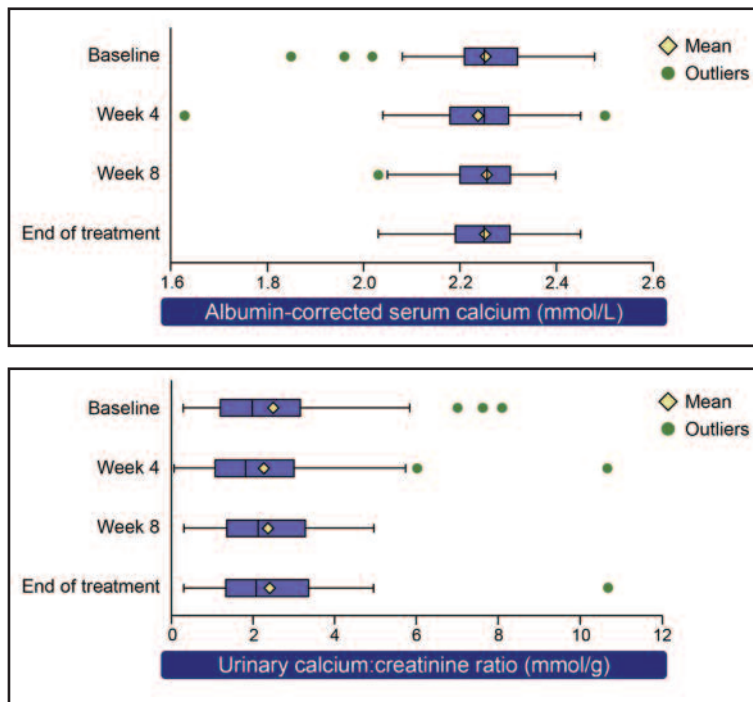 Baseline
Mean
Outliers
Week 4
Week 8
End of treatment
1.6 1.8 2.0 2.2 2.4 2.6
Albumin-corrected serum calcium (mmol/L)
Baseline
Mean
Outliers
Week 4
Week 8
End of treatment
0 2 4 6 8 10 12
Urinary calcium:creatinine ratio (mmol/g)